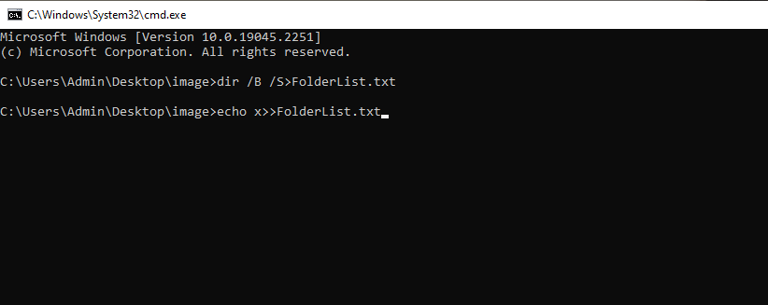 C:\Windows\System32\cmd.exe
Microsoft Windows [Version 10.0.19045.2251]
(c) Microsoft Corporation. All rights reserved.
C:\Users\Admin\Desktop\image>dir /B /S>FolderList.txt
C:\Users\Admin\Desktop\image>echo x>>FolderList.txt